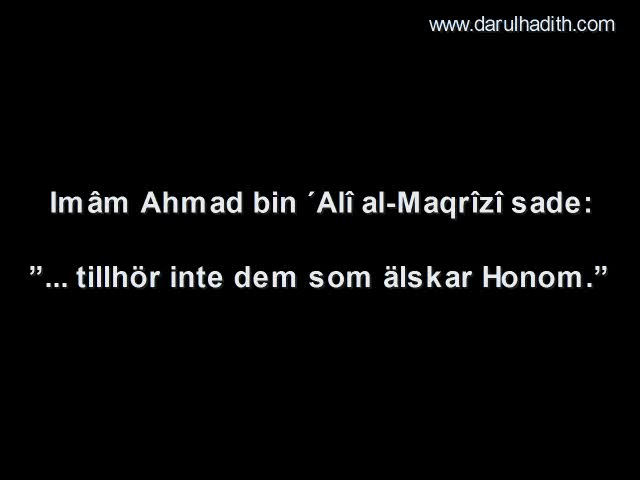 www.darulhadith.com
Imâm Ahmad bin ´Alî al-Maqrîzî sade:
”... tillhör inte dem som älskar Honom.”